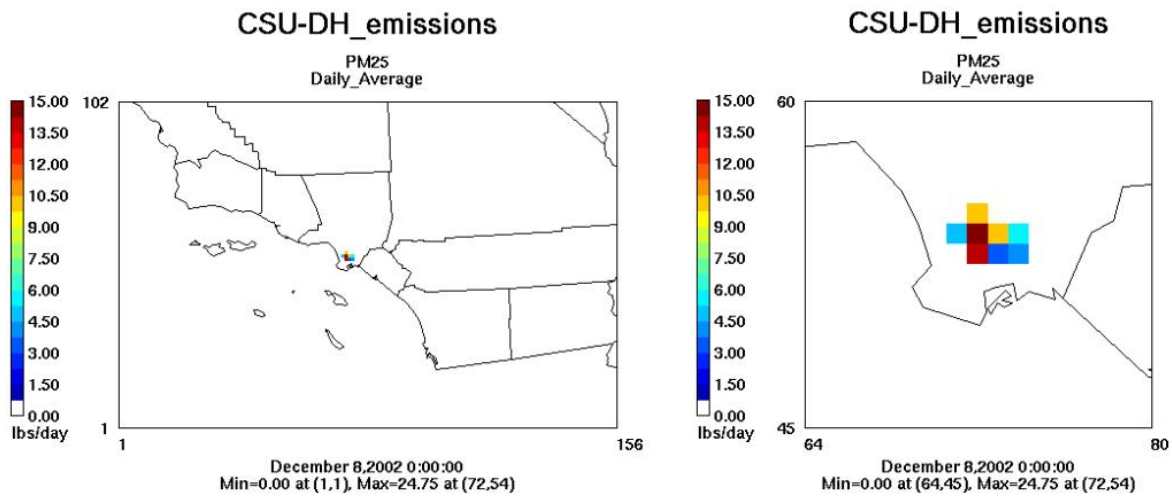 CSU-DH_emissions
PM25
Daily_Average
15.00
13.50
12.00
10.50
9.00
7.50
6.00
4.50
3.00
1.50
0.00
lbs/day
102
1
1
156
December 8,2002 0:00:00
Min=0.00 at (1,1), Max=24.75 at (72,54)
CSU-DH_emissions
PM25
Daily_Average
15.00
13.50
12.00
10.50
9.00
7.50
6.00
4.50
3.00
1.50
0.00
lbs/day
60
45
64
80
December 8,2002 0:00:00
Min=0.00 at (64,45), Max=24.75 at (72,54)